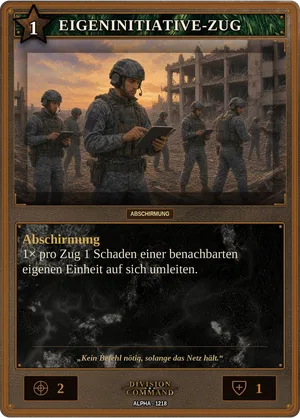 1
EIGENINITIATIVE-ZUG
ABSCHIRMUNG
Abschirmung
1× pro Zug 1 Schaden einer benachbarten
eigenen Einheit auf sich umleiten.
„Kein Befehl nötig, solange das Netz hält.“
2
DIVISION
COMMAND
ALPHA · 1218
1